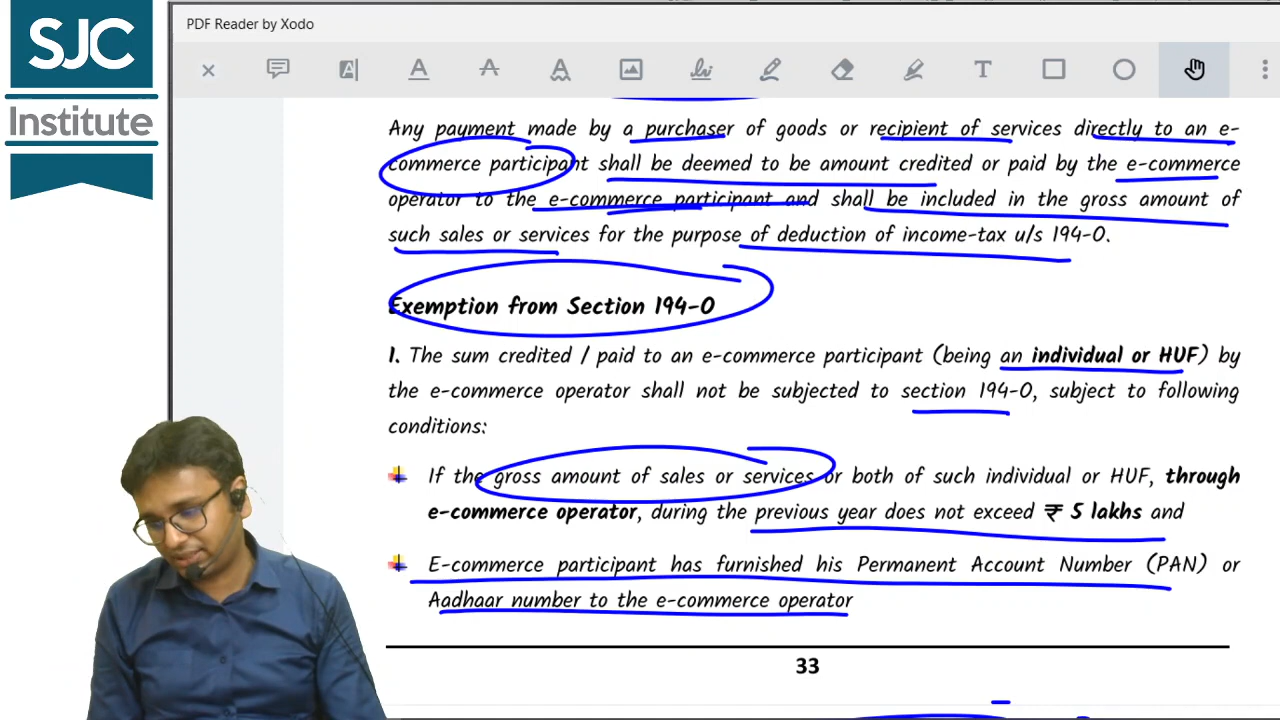 SJC
Institute
PDF Reader by Xodo
Any payment made by a purchaser of goods or recipient of services directly to an e-
commerce participant shall be deemed to be amount credited or paid by the e-commerce
operator to the e-commerce participant and shall be included in the gross amount of
such sales or services for the purpose of deduction of income-tax u/s 194-O.
Exemption from Section 194-O
1. The sum credited / paid to an e-commerce participant (being an individual or HUF) by
the e-commerce operator shall not be subjected to section 194-O, subject to following
conditions:
If the gross amount of sales or services or both of such individual or HUF, through
e-commerce operator, during the previous year does not exceed ₹ 5 lakhs and
E-commerce participant has furnished his Permanent Account Number (PAN) or
Aadhaar number to the e-commerce operator
33